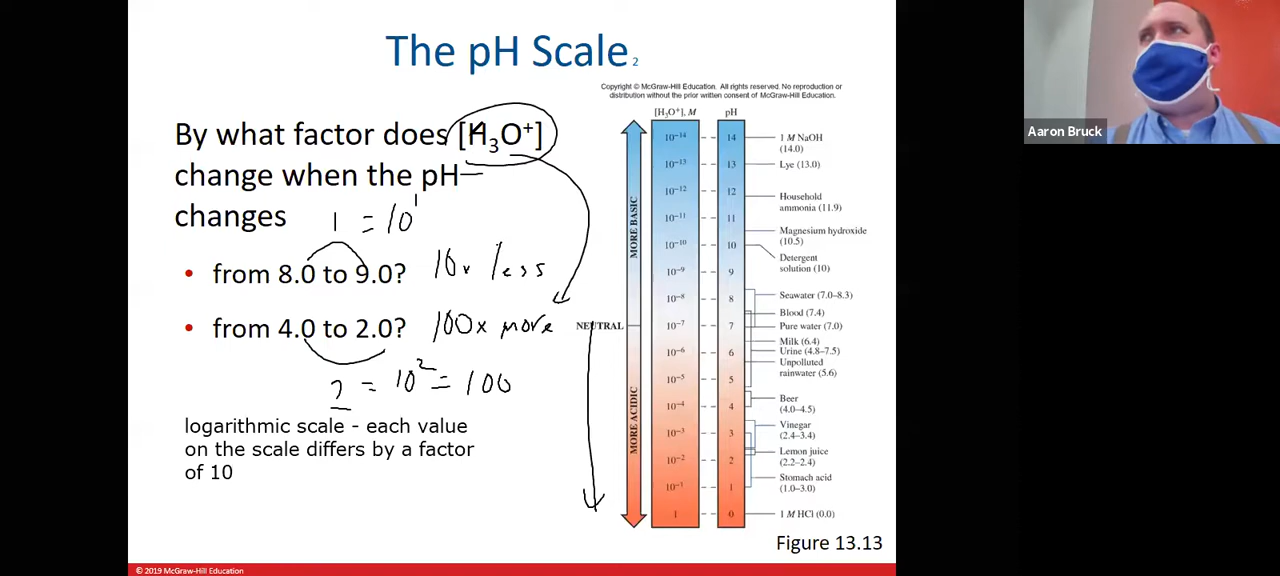 The pH Scale 2
Copyright © McGraw-Hill Education. All rights reserved. No reproduction or
distribution without the prior written consent of McGraw-Hill Education.
By what factor does [H3O+]
change when the pH
changes
1 = 10^1
• from 8.0 to 9.0? 10x less
• from 4.0 to 2.0? 100x more
2 = 10^2 = 100
logarithmic scale - each value
on the scale differs by a factor
of 10
[H3O+], M pH
10^-14 14
10^-13 13
10^-12 12
10^-11 11
10^-10 10
10^-9 9
10^-8 8
10^-7 7
10^-6 6
10^-5 5
10^-4 4
10^-3 3
10^-2 2
10^-1 1
1 0
MORE BASIC
NEUTRAL
MORE ACIDIC
1 M NaOH
(14.0)
Lye (13.0)
Household
ammonia (11.9)
Magnesium hydroxide
(10.5)
Detergent
solution (10)
Seawater (7.0–8.3)
Blood (7.4)
Pure water (7.0)
Milk (6.4)
Urine (4.8–7.5)
Unpolluted
rainwater (5.6)
Beer
(4.0–4.5)
Vinegar
(2.4–3.4)
Lemon juice
(2.2–2.4)
Stomach acid
(1.0–3.0)
1 M HCl (0.0)
Figure 13.13
© 2019 McGraw-Hill Education
Aaron Bruck